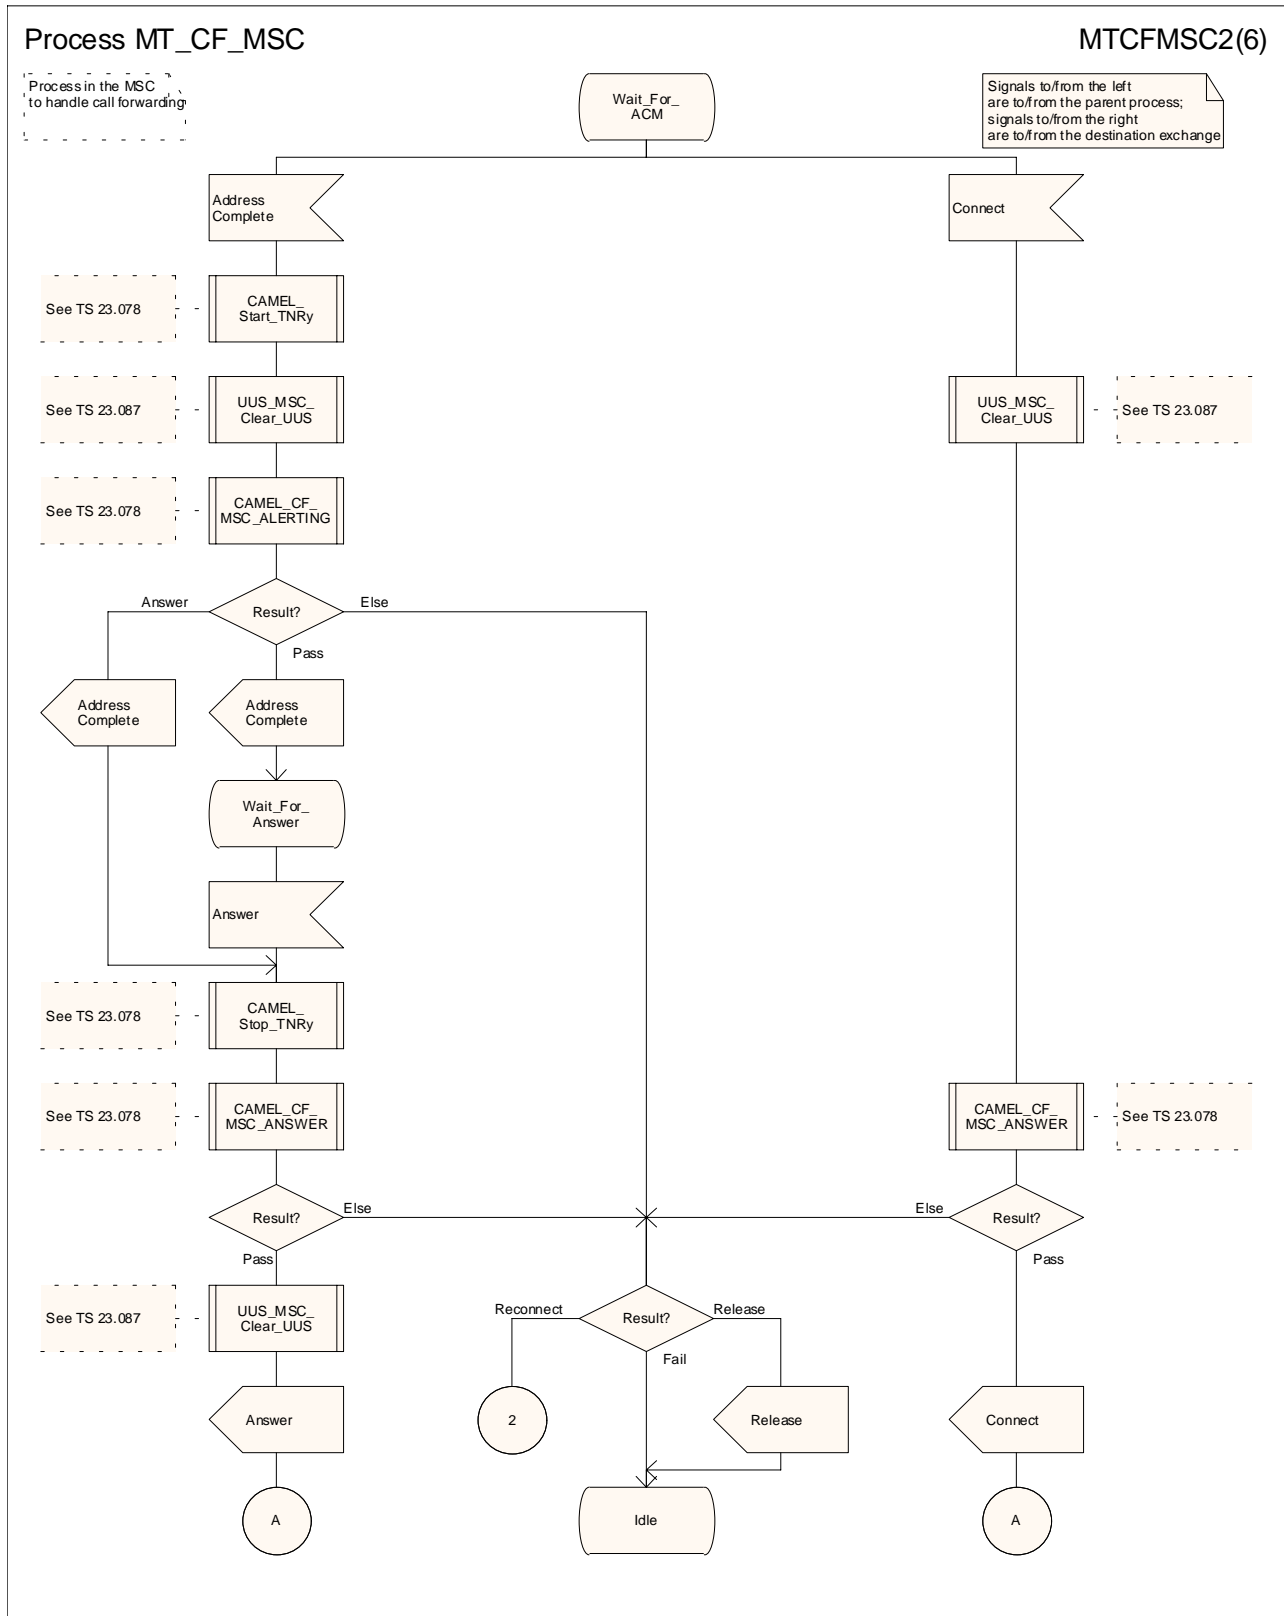 Process MT_CF_MSC
MTCFMSC2(6)
Process in the MSC
to handle call forwarding
Wait_For_
ACM
Signals to/from the left
are to/from the parent process;
signals to/from the right
are to/from the destination exchange
Address
Complete
Connect
See TS 23.078
CAMEL_
Start_TNRy
See TS 23.087
UUS_MSC_
Clear_UUS
UUS_MSC_
Clear_UUS
See TS 23.087
See TS 23.078
CAMEL_CF_
MSC_ALERTING
Answer
Result?
Else
Pass
Address
Complete
Address
Complete
Wait_For_
Answer
Answer
See TS 23.078
CAMEL_
Stop_TNRy
See TS 23.078
CAMEL_CF_
MSC_ANSWER
CAMEL_CF_
MSC_ANSWER
See TS 23.078
Result?
Else
Else
Result?
Pass
Pass
See TS 23.087
UUS_MSC_
Clear_UUS
Reconnect
Result?
Release
Fail
Answer
2
Release
Connect
A
Idle
A